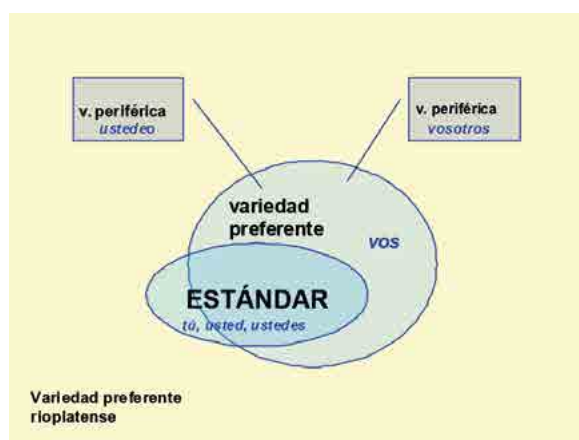 v. periférica
ustedeo
v. periférica
vosotros
variedad
preferente
vos
ESTÁNDAR
tú, usted, ustedes
Variedad preferente
rioplatense